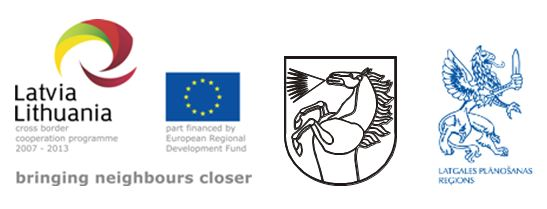 Latvia
Lithuania
cross border
cooperation programme
2007 - 2013
part financed by
European Regional
Development Fund
bringing neighbours closer
LATGALES PLĀNOŠANAS
REĢIONS